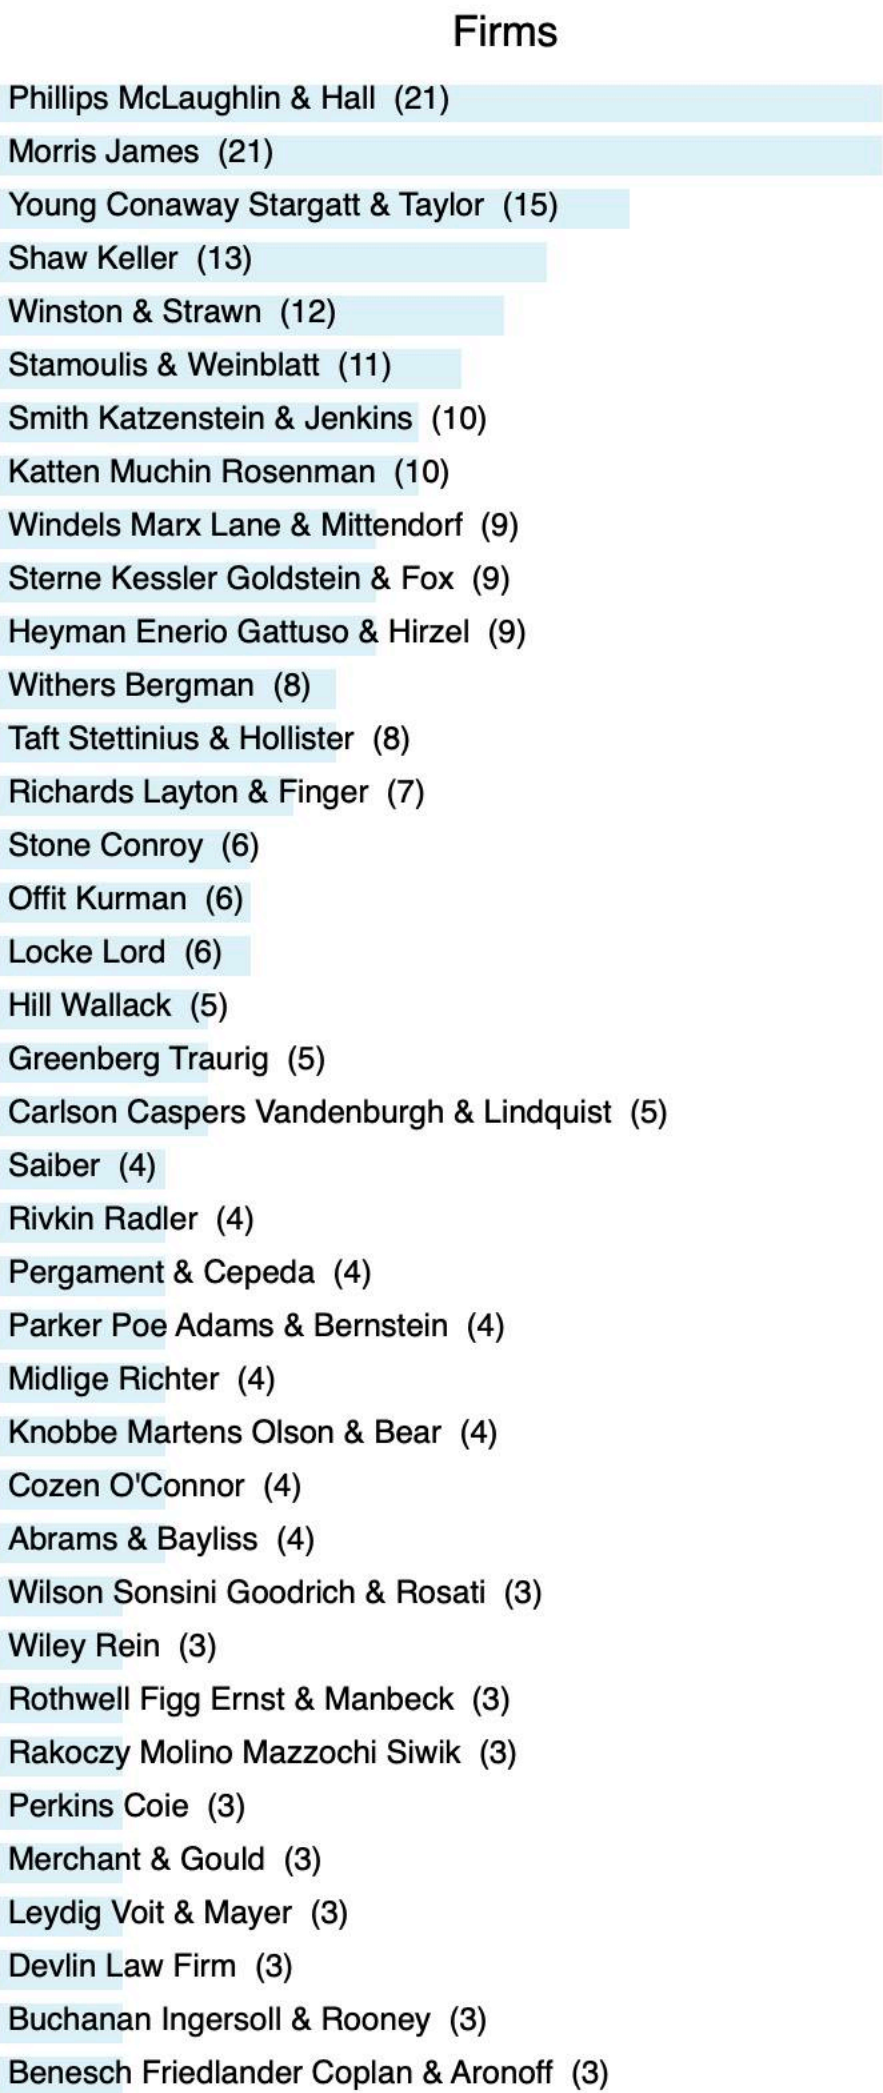 Firms
Phillips McLaughlin & Hall (21)
Morris James (21)
Young Conaway Stargatt & Taylor (15)
Shaw Keller (13)
Winston & Strawn (12)
Stamoulis & Weinblatt (11)
Smith Katzenstein & Jenkins (10)
Katten Muchin Rosenman (10)
Windels Marx Lane & Mittendorf (9)
Sterne Kessler Goldstein & Fox (9)
Heyman Enerio Gattuso & Hirzel (9)
Withers Bergman (8)
Taft Stettinius & Hollister (8)
Richards Layton & Finger (7)
Stone Conroy (6)
Offit Kurman (6)
Locke Lord (6)
Hill Wallack (5)
Greenberg Traurig (5)
Carlson Caspers Vandenburgh & Lindquist (5)
Saiber (4)
Rivkin Radler (4)
Pergament & Cepeda (4)
Parker Poe Adams & Bernstein (4)
Midlige Richter (4)
Knobbe Martens Olson & Bear (4)
Cozen O'Connor (4)
Abrams & Bayliss (4)
Wilson Sonsini Goodrich & Rosati (3)
Wiley Rein (3)
Rothwell Figg Ernst & Manbeck (3)
Rakoczy Molino Mazzochi Siwik (3)
Perkins Coie (3)
Merchant & Gould (3)
Leydig Voit & Mayer (3)
Devlin Law Firm (3)
Buchanan Ingersoll & Rooney (3)
Benesch Friedlander Coplan & Aronoff (3)